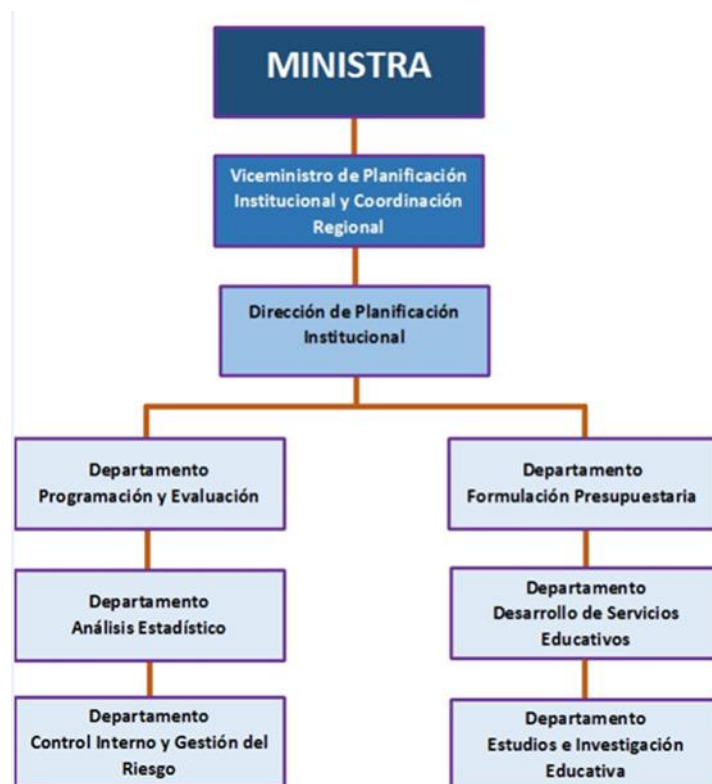 MINISTRA
Viceministro de Planificación
Institucional y Coordinación
Regional
Dirección de Planificación
Institucional
Departamento
Programación y Evaluación
Departamento
Formulación Presupuestaria
Departamento
Análisis Estadístico
Departamento
Desarrollo de Servicios
Educativos
Departamento
Control Interno y Gestión del
Riesgo
Departamento
Estudios e Investigación
Educativa